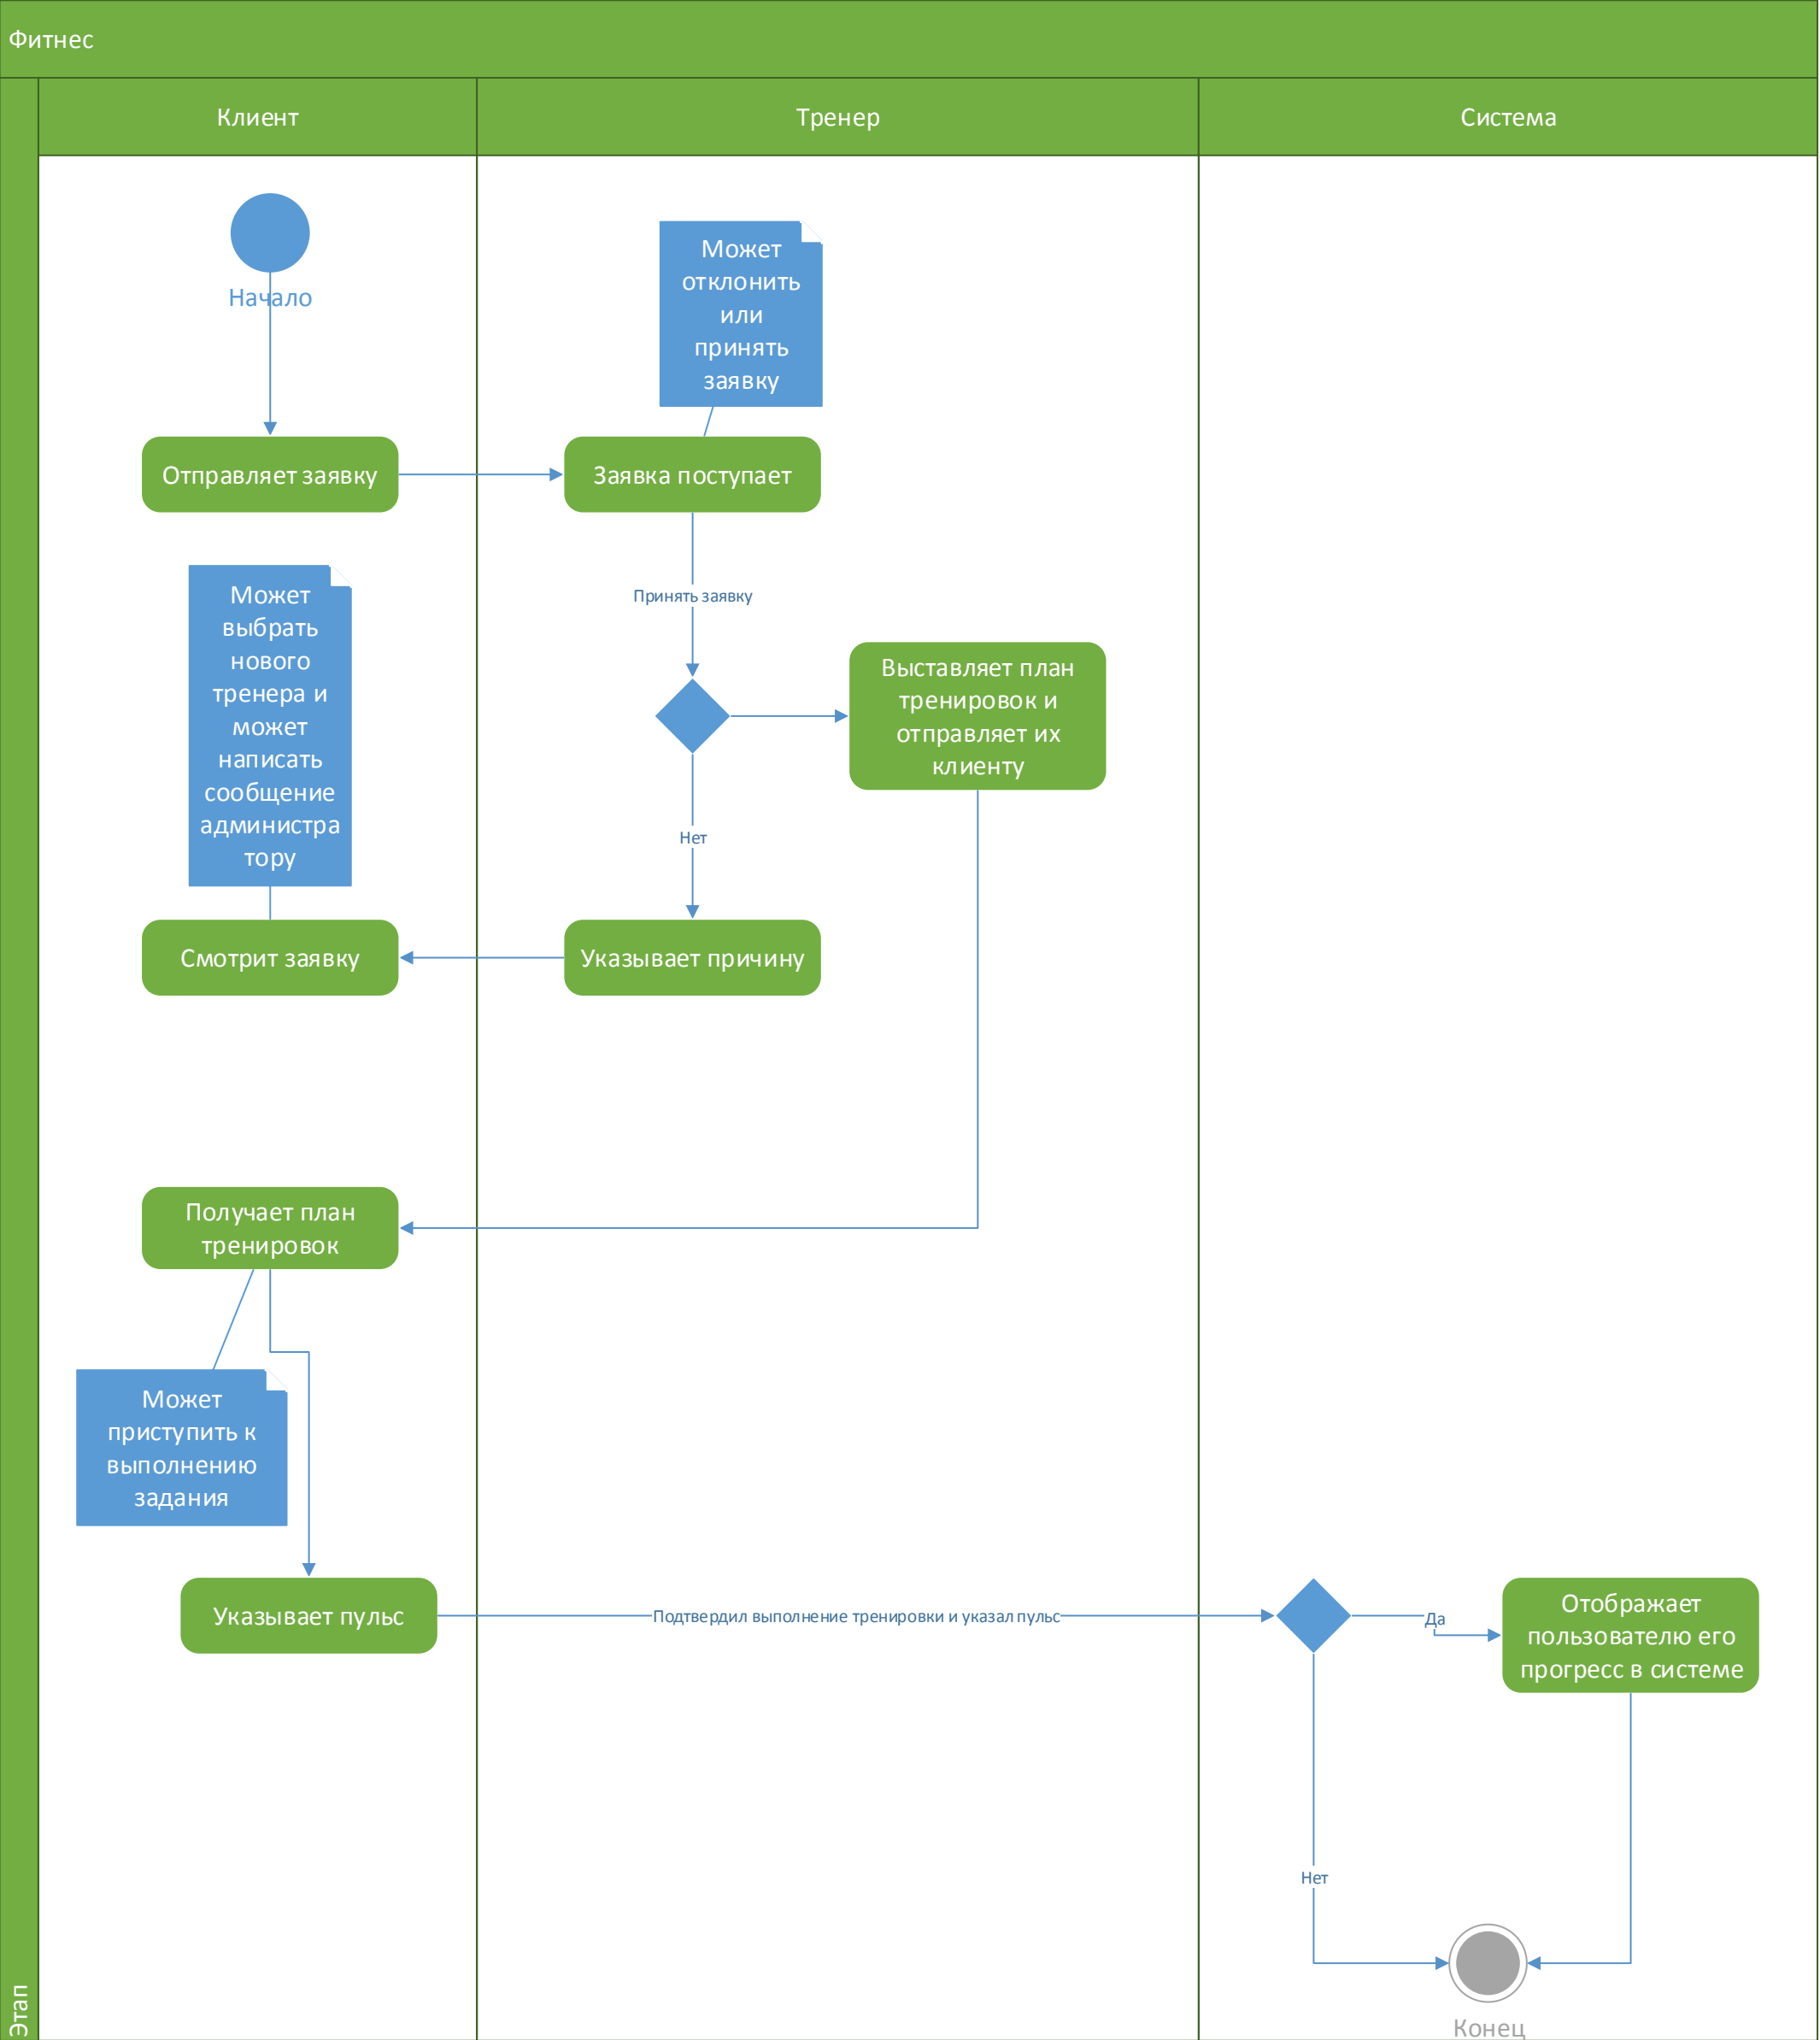 Фитнес
Клиент
Тренер
Система
Начало
Может
отклонить
или
принять
заявку
Отправляет заявку
Заявка поступает
Может
выбрать
нового
тренера и
может
написать
сообщение
администра
тору
Принять заявку
Выставляет план
тренировок и
отправляет их
клиенту
Нет
Смотрит заявку
Указывает причину
Получает план
тренировок
Может
приступить к
выполнению
задания
Указывает пульс
Подтвердил выполнение тренировки и указал пульс
Да
Отображает
пользователю его
прогресс в системе
Нет
Конец
Этап